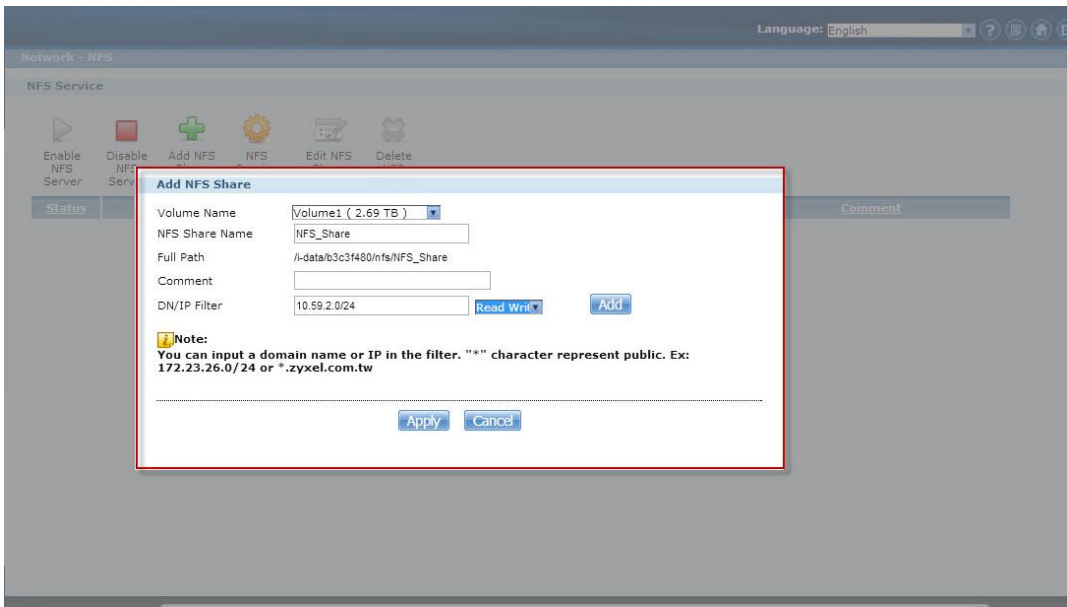 Language: English
Network - NFS
NFS Service
Enable NFS Server
Disable NFS
Add NFS
NFS
Edit NFS
Delete
Status
Comment
Add NFS Share
Volume Name Volume1 ( 2.69 TB )
NFS Share Name NFS_Share
Full Path /i-data/b3c3f480/nfs/NFS_Share
Comment
DN/IP Filter 10.59.2.0/24 Read Writ Add
Note:
You can input a domain name or IP in the filter. "*" character represent public. Ex:
172.23.26.0/24 or *.zyxel.com.tw
Apply Cancel